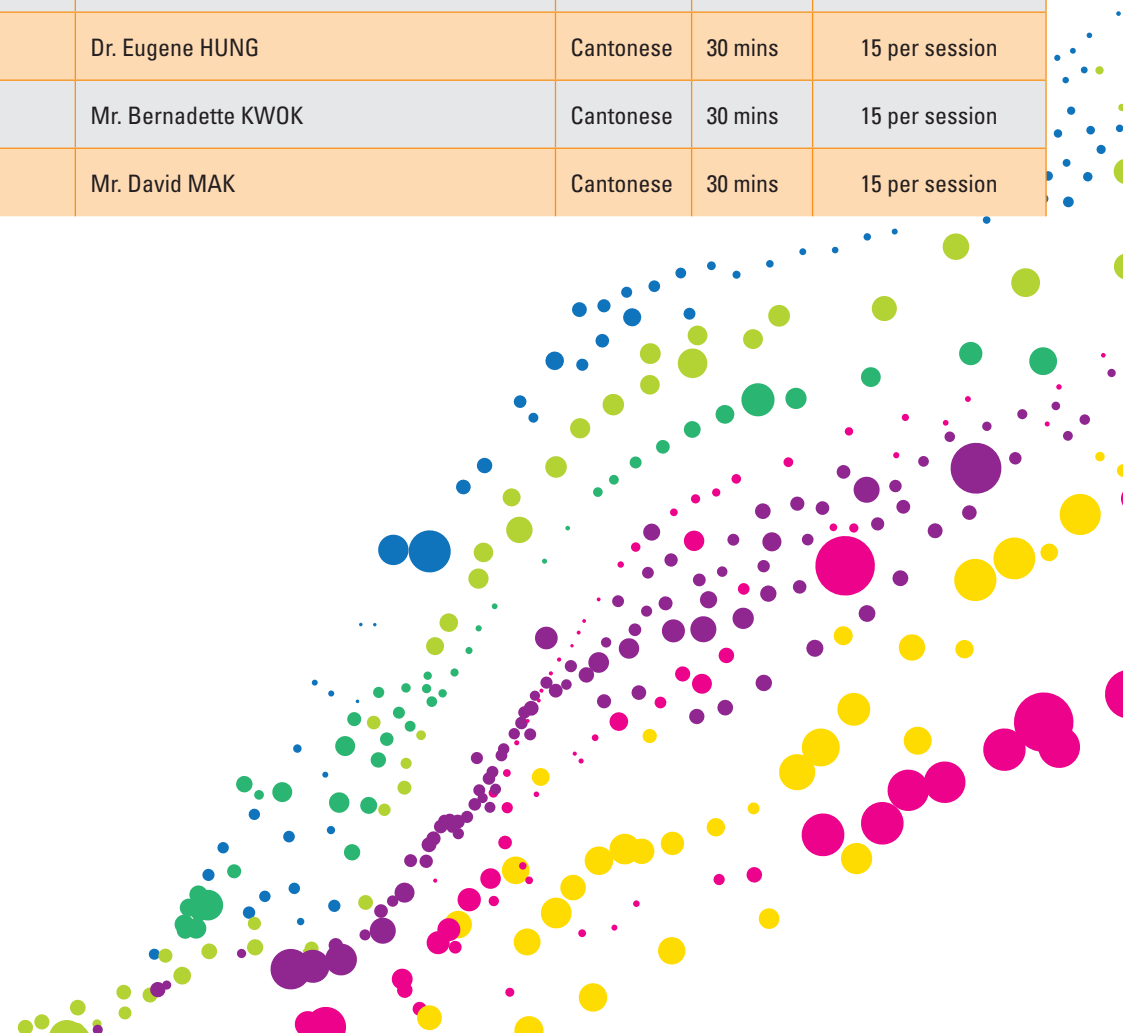 Dr. Eugene HUNG Cantonese 30 mins 15 per session
Mr. Bernadette KWOK Cantonese 30 mins 15 per session
Mr. David MAK Cantonese 30 mins 15 per session